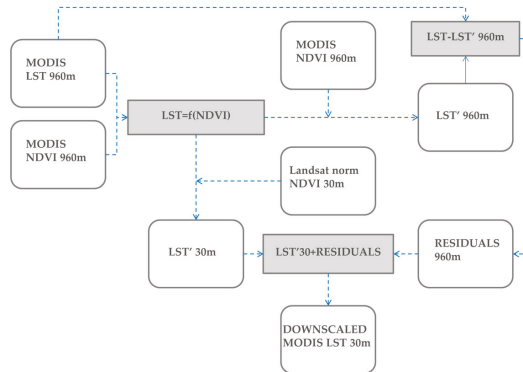 MODIS
NDVI 960m
LST-LST' 960m
MODIS
LST 960m
LST=f(NDVI)
LST' 960m
MODIS
NDVI 960m
Landsat norm
NDVI 30m
LST' 30m
LST'30+RESIDUALS
RESIDUALS
960m
DOWNSCALED
MODIS LST 30m